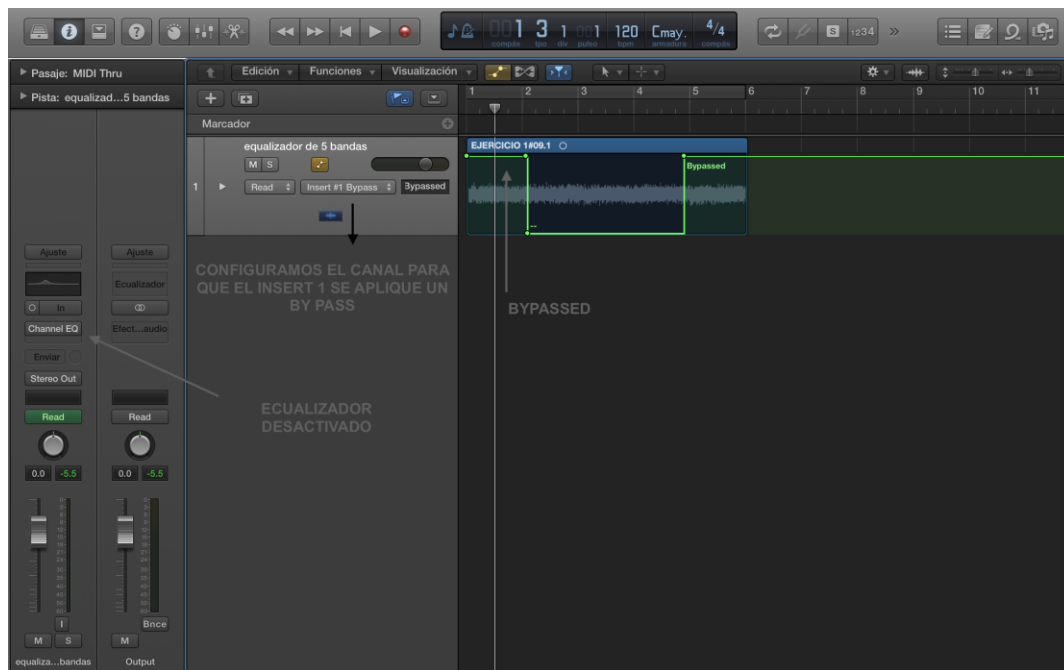 1 3 1 001 120 Cmay. 4/4
compás tpo div pulso bpm armadura compás
S 1234
Pasaje: MIDI Thru
Edición Funciones Visualización
Pista: equalizad...5 bandas
1 2 3 4 5 6 7 8 9 10 11
Marcador
equalizador de 5 bandas
M S
1 Read Insert #1 Bypass Bypassed
EJERCICIO 1#09.1
Bypassed
--
CONFIGURAMOS EL CANAL PARA
QUE EL INSERT 1 SE APLIQUE UN
BY PASS
BYPASSED
ECUALIZADOR
DESACTIVADO
Ajuste Ajuste
Ecualizador
In
Channel EQ Efect...audio
Enviar
Stereo Out
Read Read
0.0 -5.5 0.0 -5.5
I Bnce
M S M
equaliza...bandas Output